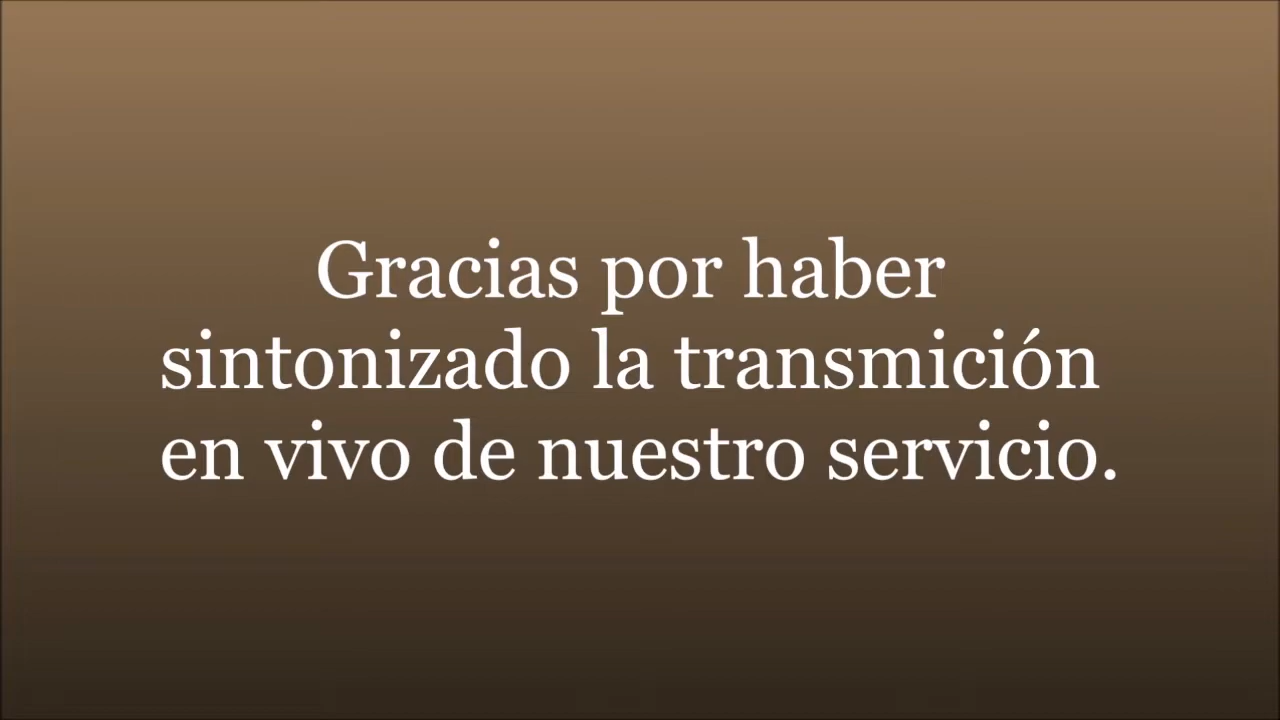 Gracias por haber
sintonizado la transmición
en vivo de nuestro servicio.